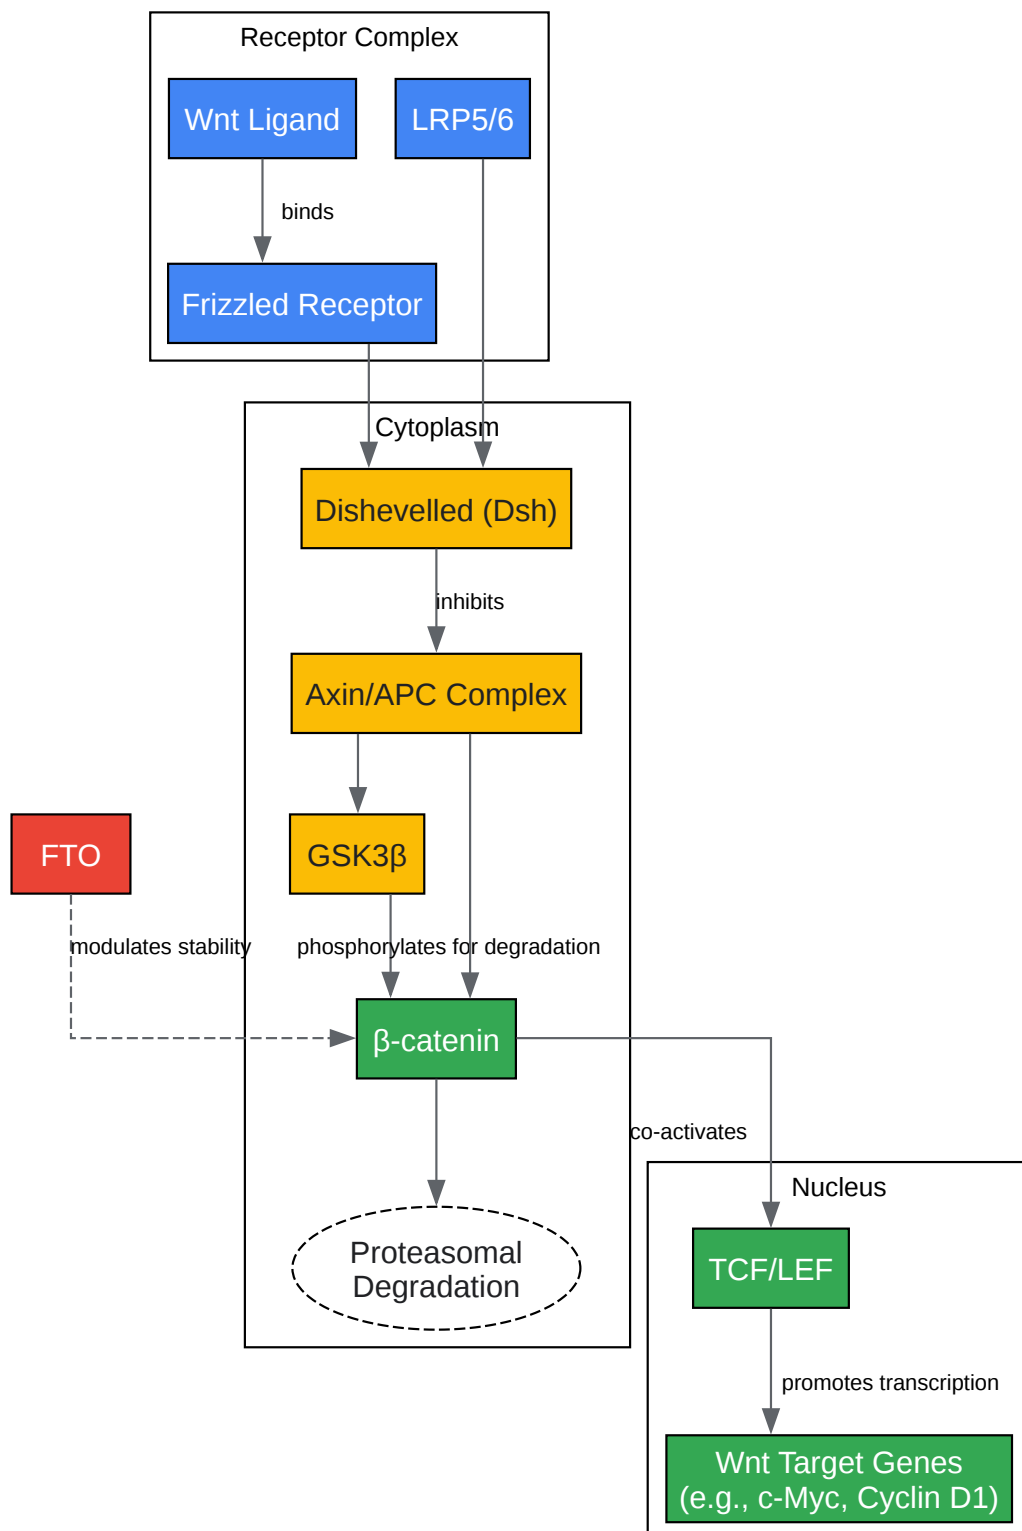 Receptor Complex
Wnt Ligand
LRP5/6
binds
Frizzled Receptor
Cytoplasm
Dishevelled (Dsh)
inhibits
Axin/APC Complex
FTO
GSK3β
modulates stability
phosphorylates for degradation
β-catenin
co-activates
Nucleus
Proteasomal
Degradation
TCF/LEF
promotes transcription
Wnt Target Genes
(e.g., c-Myc, Cyclin D1)